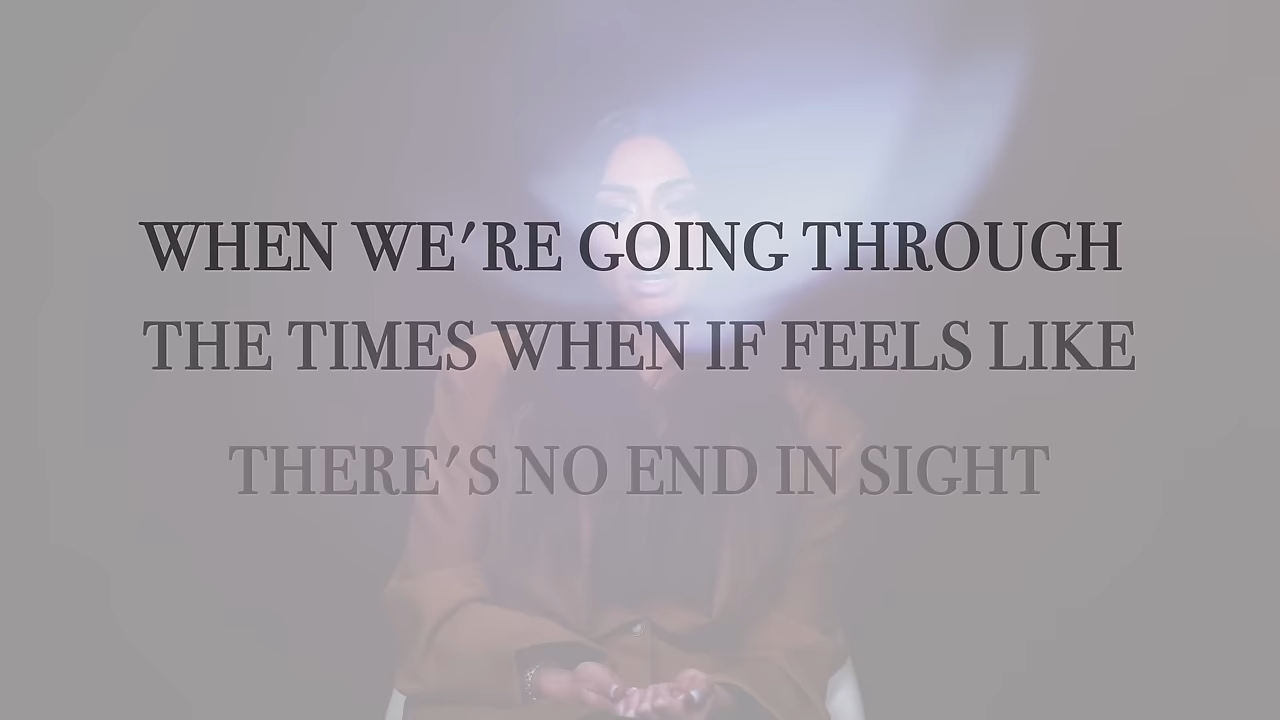 WHEN WE'RE GOING THROUGH
THE TIMES WHEN IF FEELS LIKE
THERE'S NO END IN SIGHT